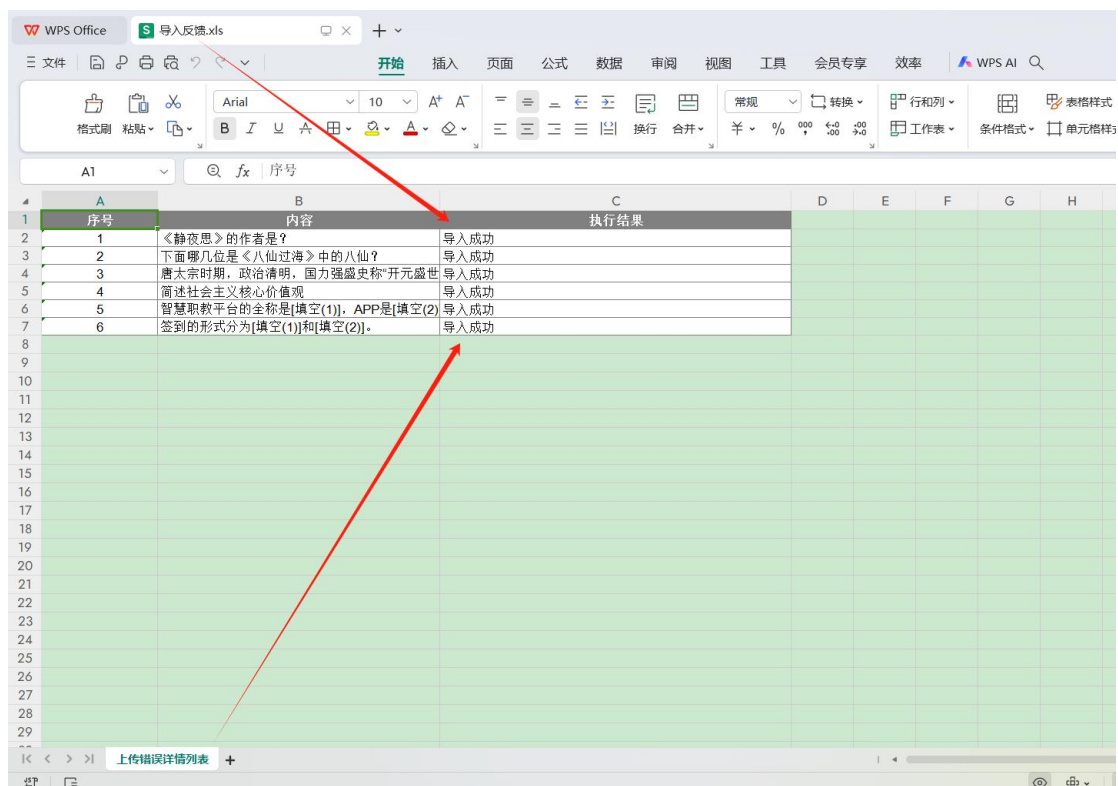 WPS Office 导入反馈.xls
文件 开始 插入 页面 公式 数据 审阅 视图 工具 会员专享 效率 WPS AI
Arial 10 A+ A- 常规 转换 行和列 表格样式
格式刷 粘贴 B I U A A 换行 合并 % 工作表 条件格式 单元格样式
A1 fx 序号
A B C D E F G H
1 序号 内容 执行结果
2 1 《静夜思》的作者是? 导入成功
3 2 下面哪几位是《八仙过海》中的八仙? 导入成功
4 3 唐太宗时期，政治清明，国力强盛史称“开元盛世 导入成功
5 4 简述社会主义核心价值观 导入成功
6 5 智慧职教平台的全称是[填空(1)]，APP是[填空(2) 导入成功
7 6 签到的形式分为[填空(1)]和[填空(2)]。 导入成功
8
9
10
11
12
13
14
15
16
17
18
19
20
21
22
23
24
25
26
27
28
29
上传错误详情列表 +